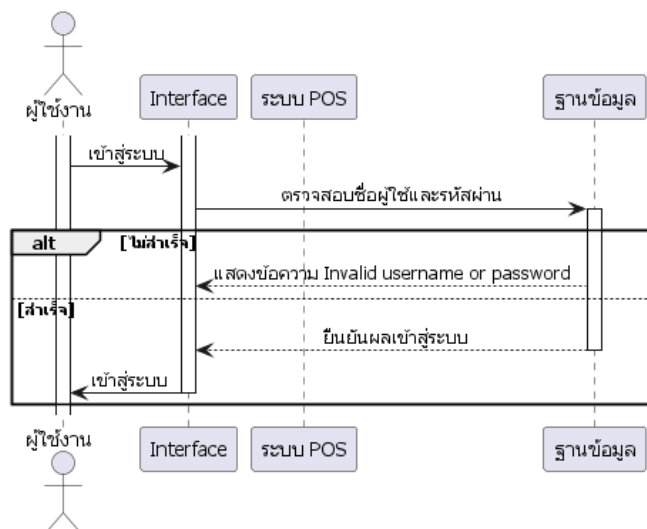 ผู้ใช้งาน
Interface
ระบบ POS
ฐานข้อมูล
เข้าสู่ระบบ
ตรวจสอบชื่อผู้ใช้และรหัสผ่าน
alt
[ไม่สำเร็จ]
แสดงข้อความ Invalid username or password
[สำเร็จ]
ยืนยันผลเข้าสู่ระบบ
เข้าสู่ระบบ
ผู้ใช้งาน
Interface
ระบบ POS
ฐานข้อมูล